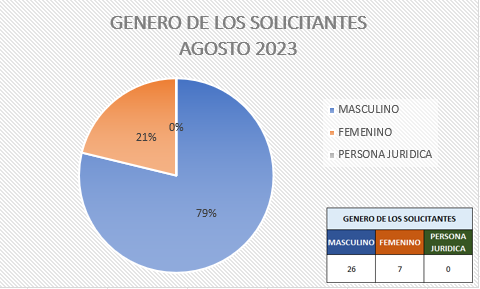 GENERO DE LOS SOLICITANTES
AGOSTO 2023
0%
21%
79%
MASCULINO
FEMENINO
PERSONA JURIDICA
GENERO DE LOS SOLICITANTES
MASCULINO FEMENINO PERSONA JURIDICA
26 7 0